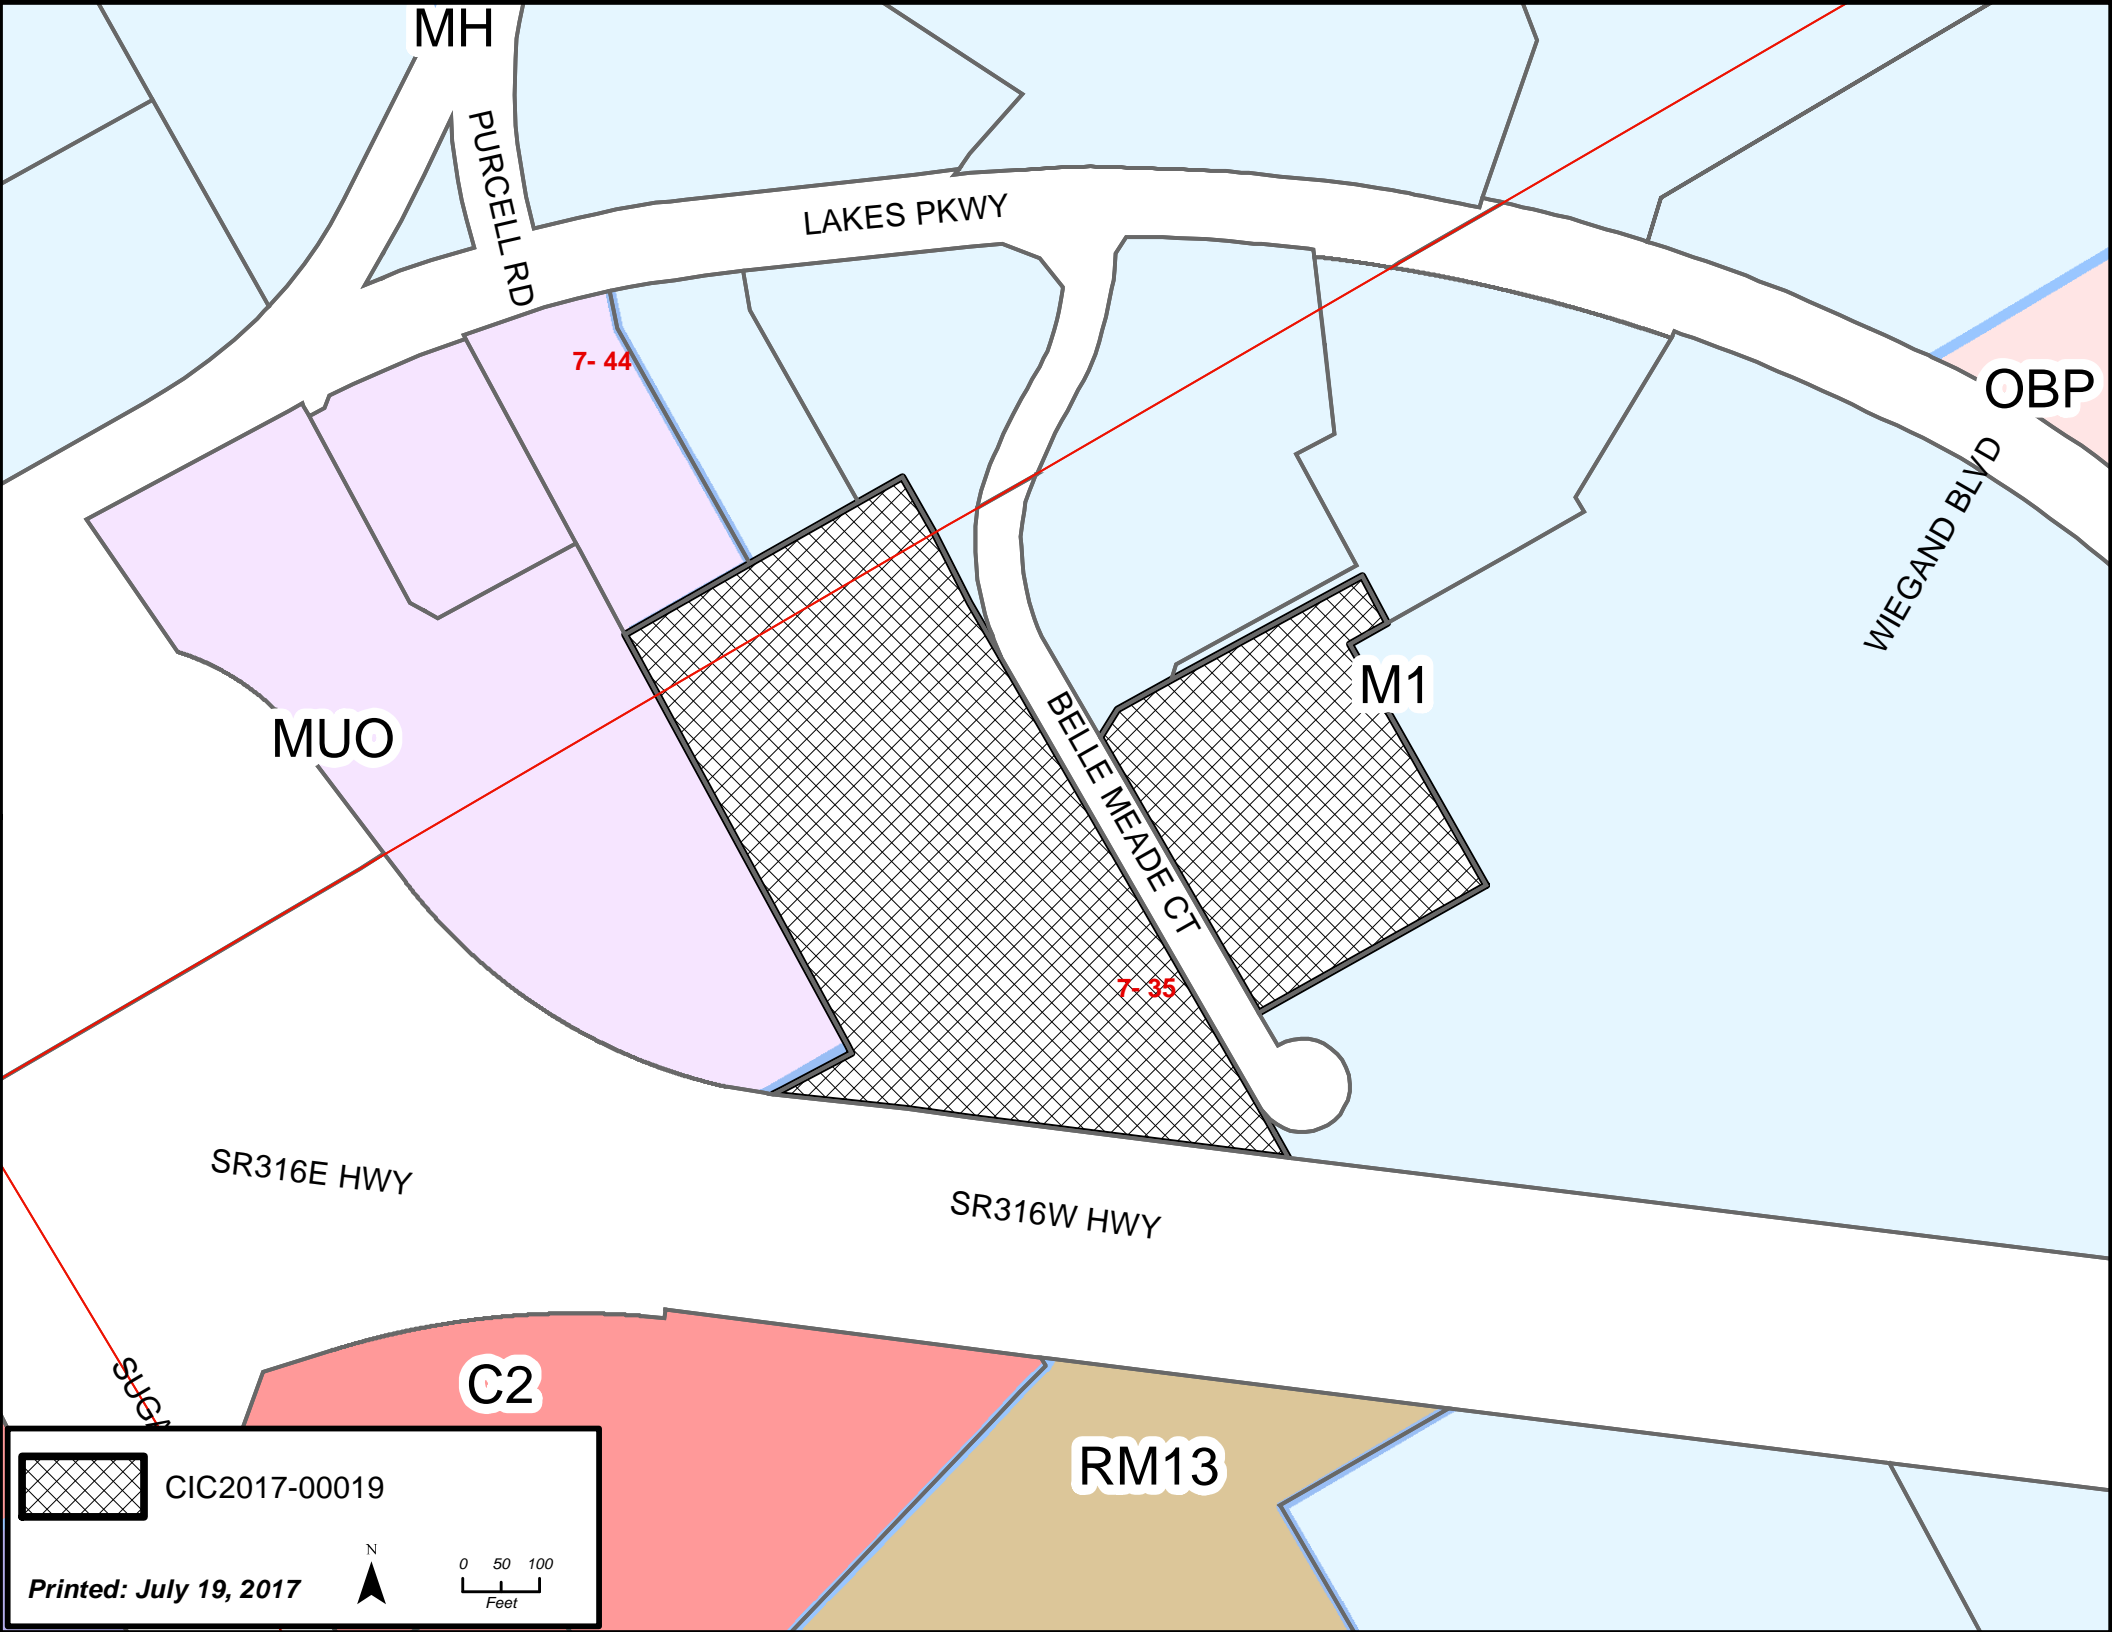 MH
PURCELL RD
LAKES PKWY
7- 44
OBP
WIEGAND BLVD
M1
MUO
BELLE MEADE CT
7- 35
SR316E HWY
SR316W HWY
SUGA
C2
RM13
CIC2017-00019
N
0 50 100
Feet
Printed: July 19, 2017